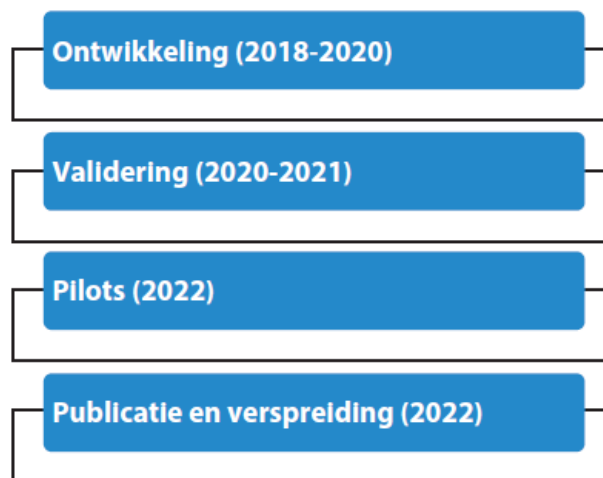 Ontwikkeling (2018-2020)
Validering (2020-2021)
Pilots (2022)
Publicatie en verspreiding (2022)